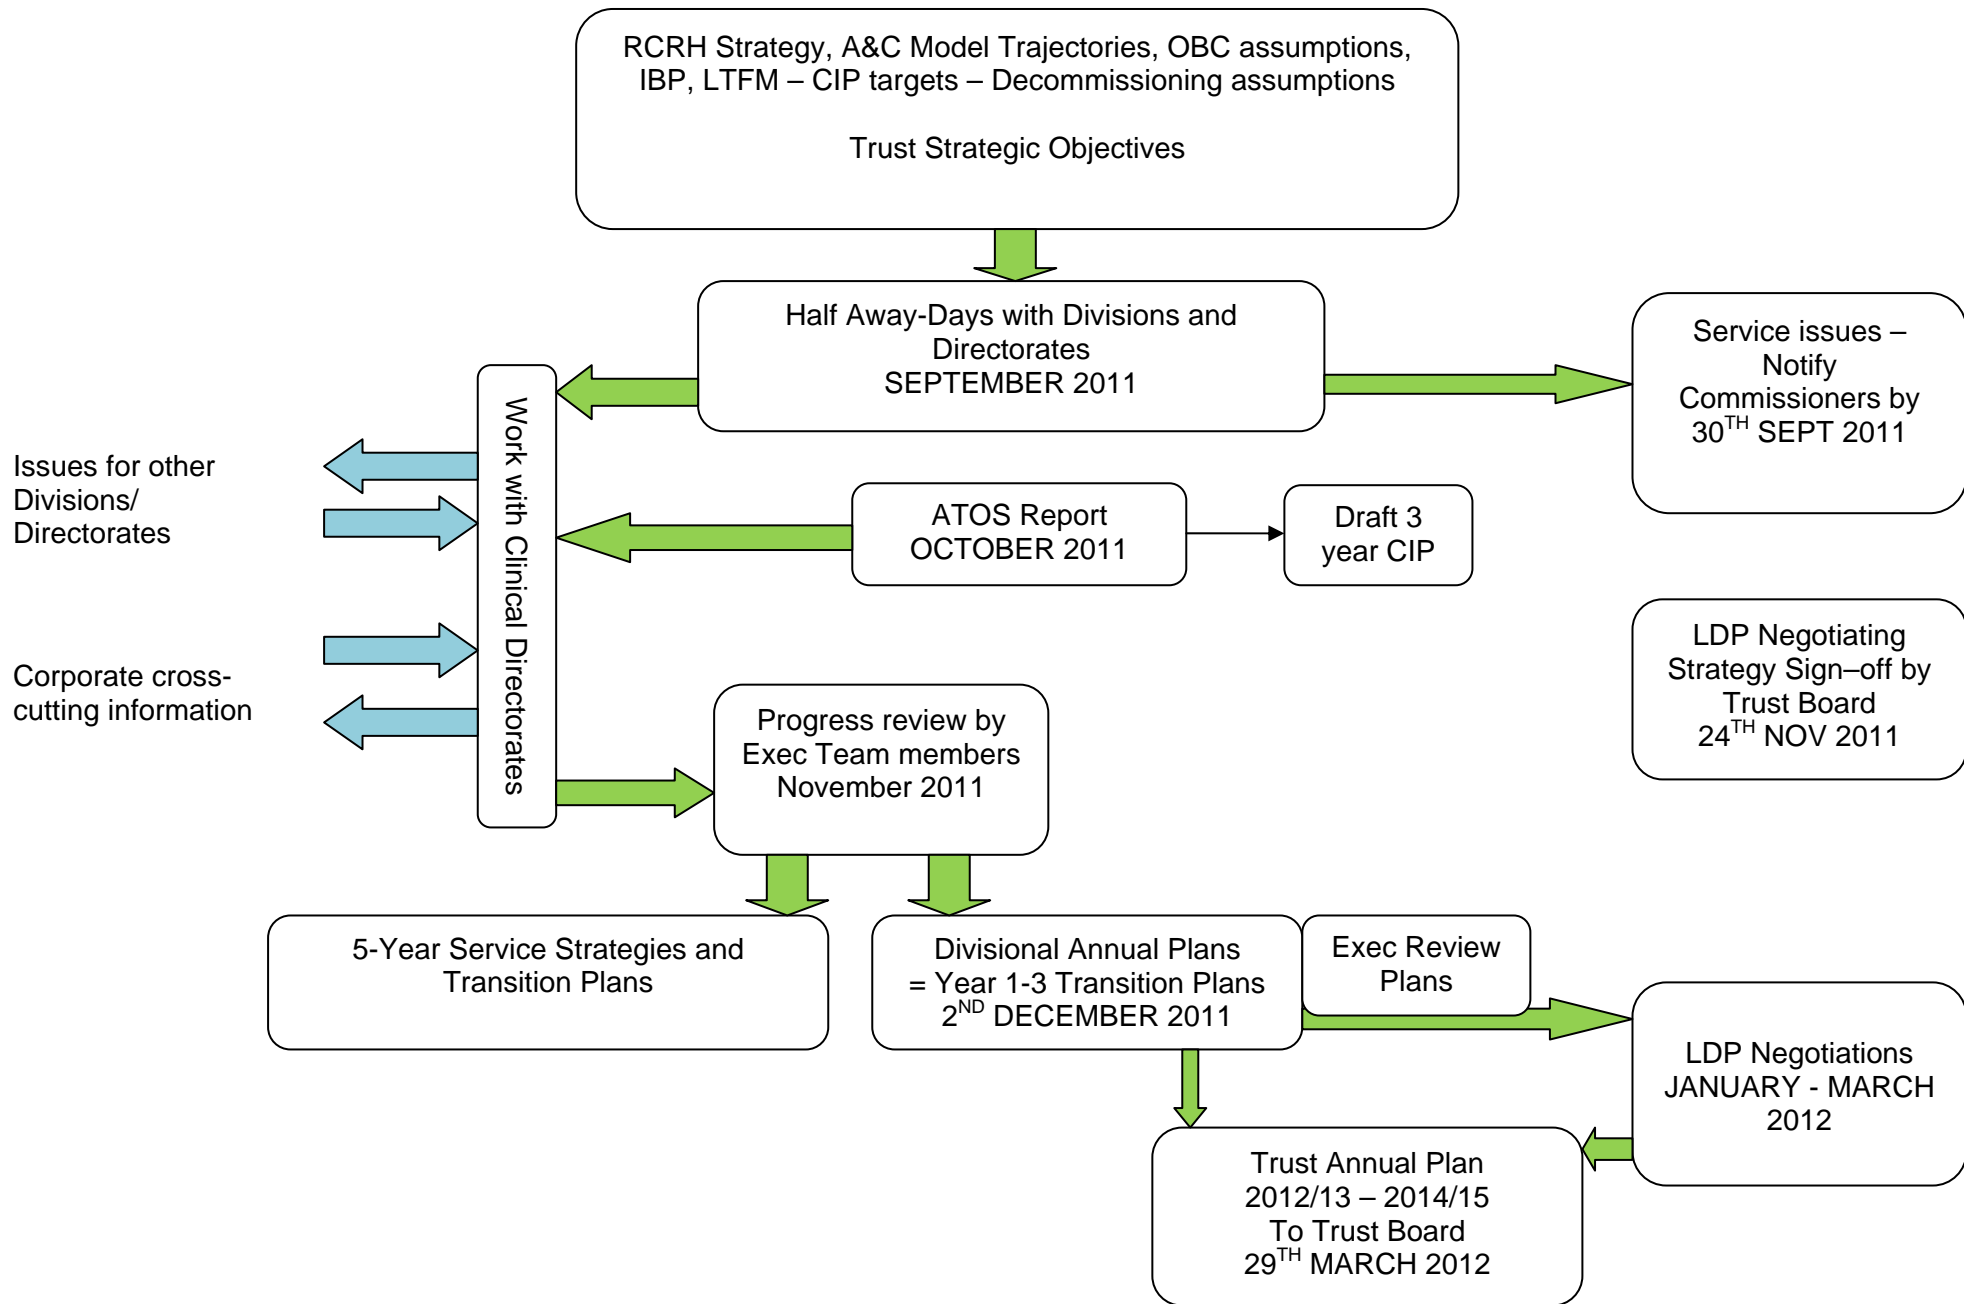 RCRH Strategy, A&C Model Trajectories, OBC assumptions,
IBP, LTFM – CIP targets – Decommissioning assumptions
Trust Strategic Objectives
Half Away-Days with Divisions and
Directorates
SEPTEMBER 2011
Service issues –
Notify
Commissioners by
30TH SEPT 2011
Work with Clinical Directorates
Issues for other
Divisions/
Directorates
ATOS Report
OCTOBER 2011
Draft 3
year CIP
LDP Negotiating
Strategy Sign–off by
Trust Board
24TH NOV 2011
Corporate cross-
cutting information
Progress review by
Exec Team members
November 2011
5-Year Service Strategies and
Transition Plans
Divisional Annual Plans
= Year 1-3 Transition Plans
2ND DECEMBER 2011
Exec Review
Plans
LDP Negotiations
JANUARY - MARCH
2012
Trust Annual Plan
2012/13 – 2014/15
To Trust Board
29TH MARCH 2012